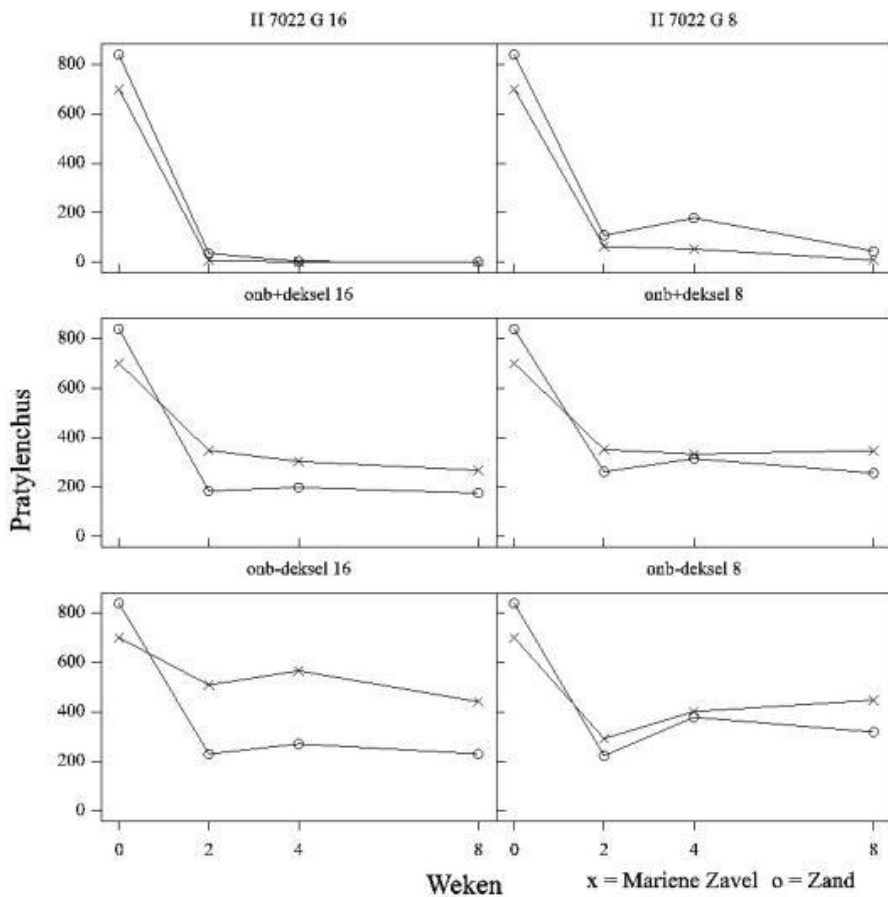 II 7022 G 16 II 7022 G 8
800
600
400
200
0
onb+deksel 16 onb+deksel 8
800
600
400
200
0
Pratylenchus
onb-deksel 16 onb-deksel 8
800
600
400
200
0
0 2 4 8 0 2 4 8
Weken x = Mariene Zavel o = Zand